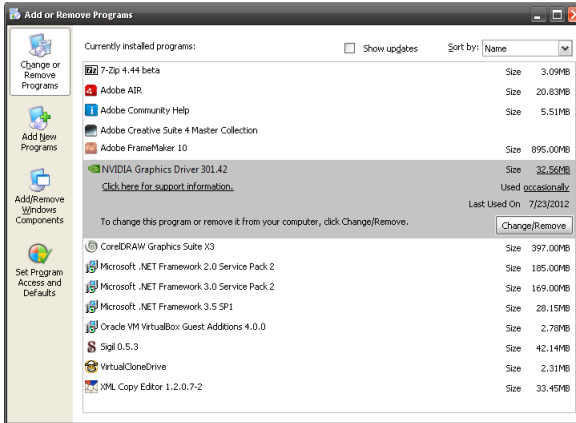 Add or Remove Programs
Change or
Remove
Programs
Add New
Programs
Add/Remove
Windows
Components
Set Program
Access and
Defaults
Currently installed programs:
Show updates
Sort by: Name
7-Zip 4.44 beta Size 3.09MB
Adobe AIR Size 20.83MB
Adobe Community Help Size 5.51MB
Adobe Creative Suite 4 Master Collection
Adobe FrameMaker 10 Size 895.00MB
NVIDIA Graphics Driver 301.42 Size 32.56MB
Click here for support information. Used occasionally
Last Used On 7/23/2012
To change this program or remove it from your computer, click Change/Remove. Change/Remove
CorelDRAW Graphics Suite X3 Size 397.00MB
Microsoft .NET Framework 2.0 Service Pack 2 Size 185.00MB
Microsoft .NET Framework 3.0 Service Pack 2 Size 169.00MB
Microsoft .NET Framework 3.5 SP1 Size 28.15MB
Oracle VM VirtualBox Guest Additions 4.0.0 Size 2.78MB
Sigil 0.5.3 Size 42.14MB
VirtualCloneDrive Size 2.31MB
XML Copy Editor 1.2.0.7-2 Size 33.45MB